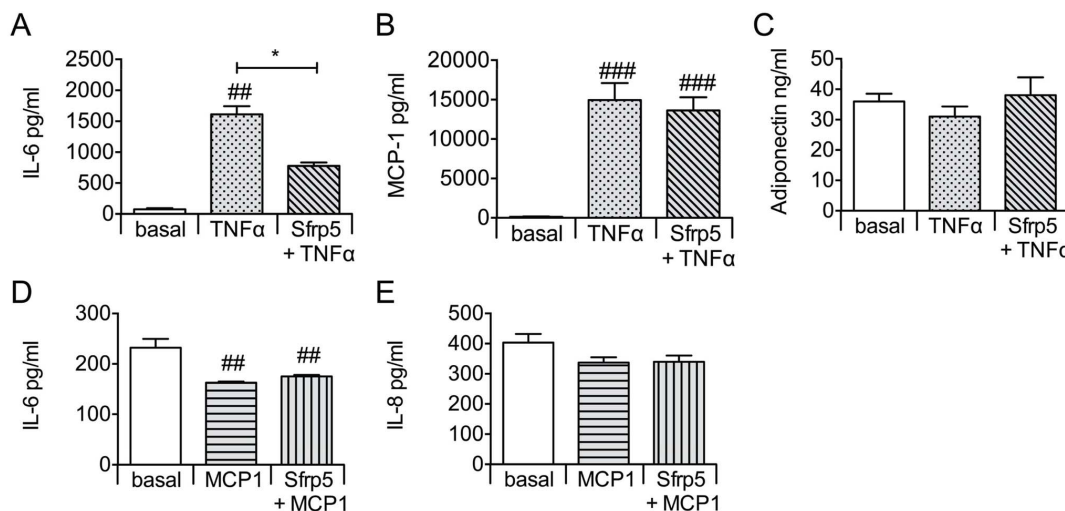 A
IL-6 pg/ml
2500
2000
1500
1000
500
0
*
##
basal
TNFα
Sfrp5
+ TNFα
B
MCP-1 pg/ml
20000
15000
10000
5000
0
###
###
basal
TNFα
Sfrp5
+ TNFα
C
Adiponectin ng/ml
50
40
30
20
10
0
basal
TNFα
Sfrp5
+ TNFα
D
IL-6 pg/ml
300
200
100
0
##
##
basal
MCP1
Sfrp5
+ MCP1
E
IL-8 pg/ml
500
400
300
200
100
0
basal
MCP1
Sfrp5
+ MCP1